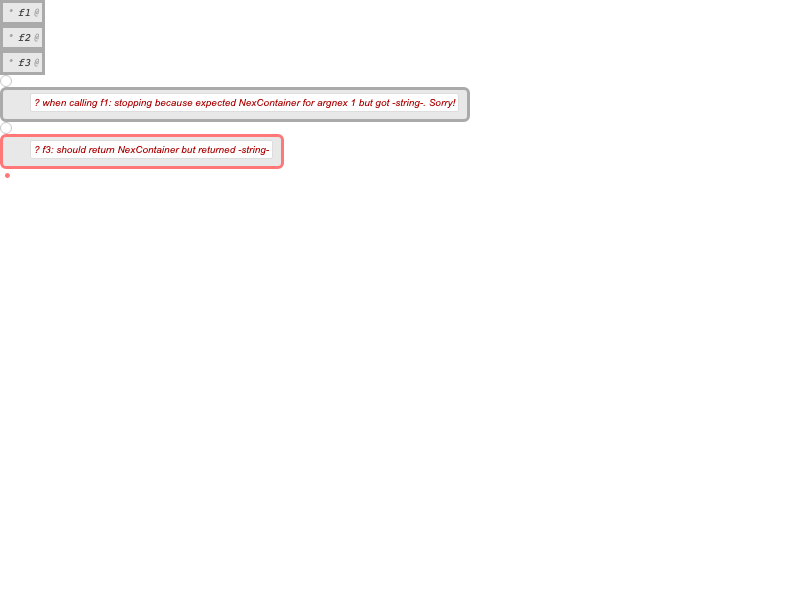 * f1 @
* f2 @
* f3 @
? when calling f1: stopping because expected NexContainer for argnex 1 but got -string-. Sorry!
? f3: should return NexContainer but returned -string-